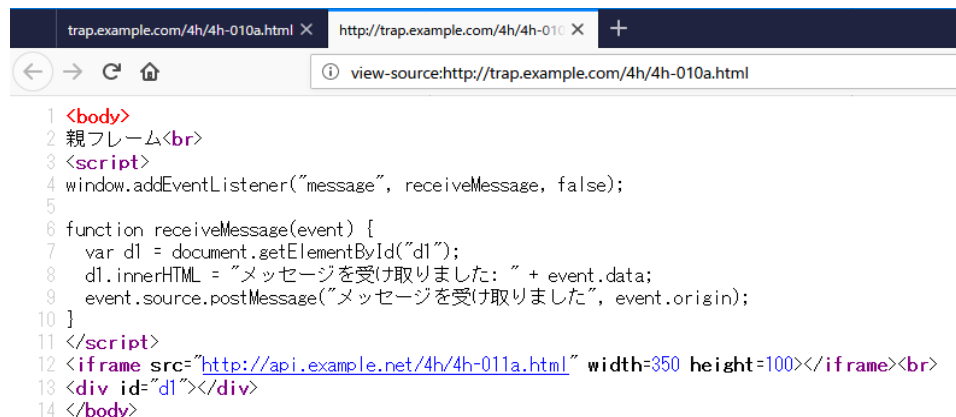 trap.example.com/4h/4h-010a.html ×
http://trap.example.com/4h/4h-010 ×
view-source:http://trap.example.com/4h/4h-010a.html
1 <body>
2 親フレーム<br>
3 <script>
4 window.addEventListener("message", receiveMessage, false);
5
6 function receiveMessage(event) {
7   var d1 = document.getElementById("d1");
8   d1.innerHTML = "メッセージを受け取りました: " + event.data;
9   event.source.postMessage("メッセージを受け取りました", event.origin);
10 }
11 </script>
12 <iframe src="http://api.example.net/4h/4h-011a.html" width=350 height=100></iframe><br>
13 <div id="d1"></div>
14 </body>